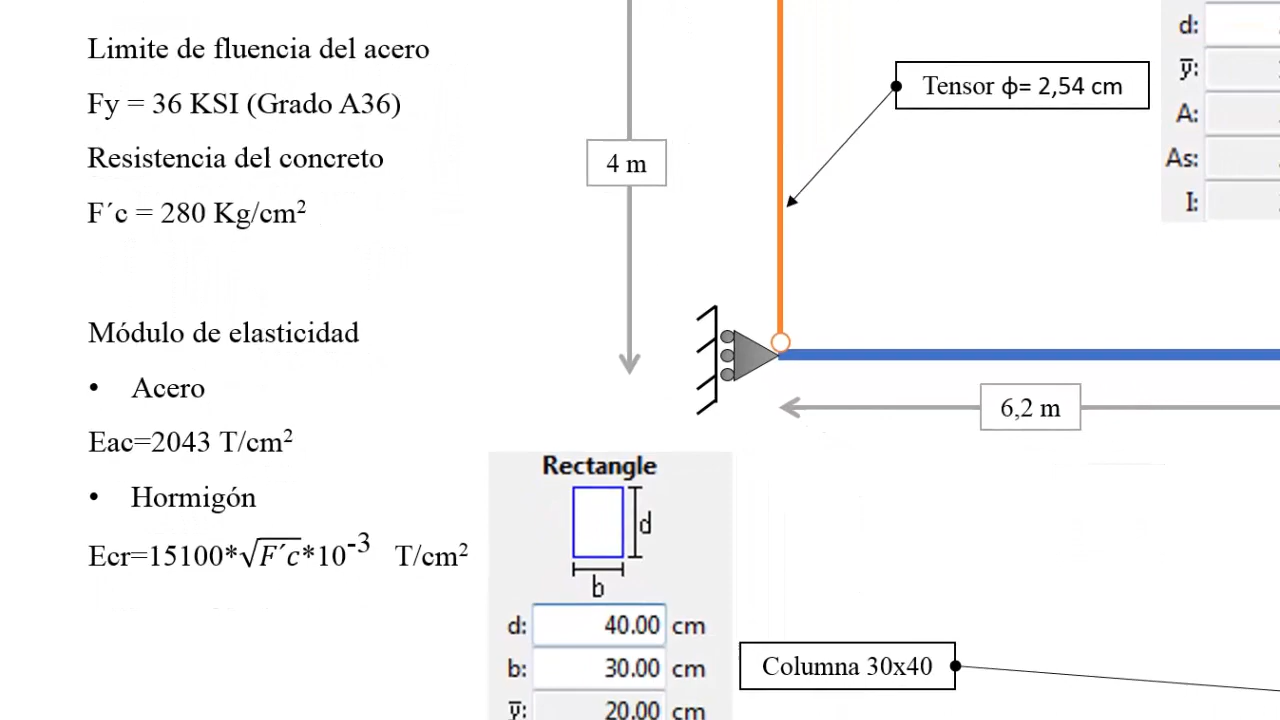 Limite de fluencia del acero
Fy = 36 KSI (Grado A36)
Resistencia del concreto
F´c = 280 Kg/cm²
Módulo de elasticidad
• Acero
Eac=2043 T/cm²
• Hormigón
Ecr=15100*√F´c*10⁻³ T/cm²
4 m
Tensor ϕ= 2,54 cm
d:
y̅:
A:
As:
I:
6,2 m
Rectangle
d
b
d: 40.00 cm
b: 30.00 cm
y̅: 20.00 cm
Columna 30x40